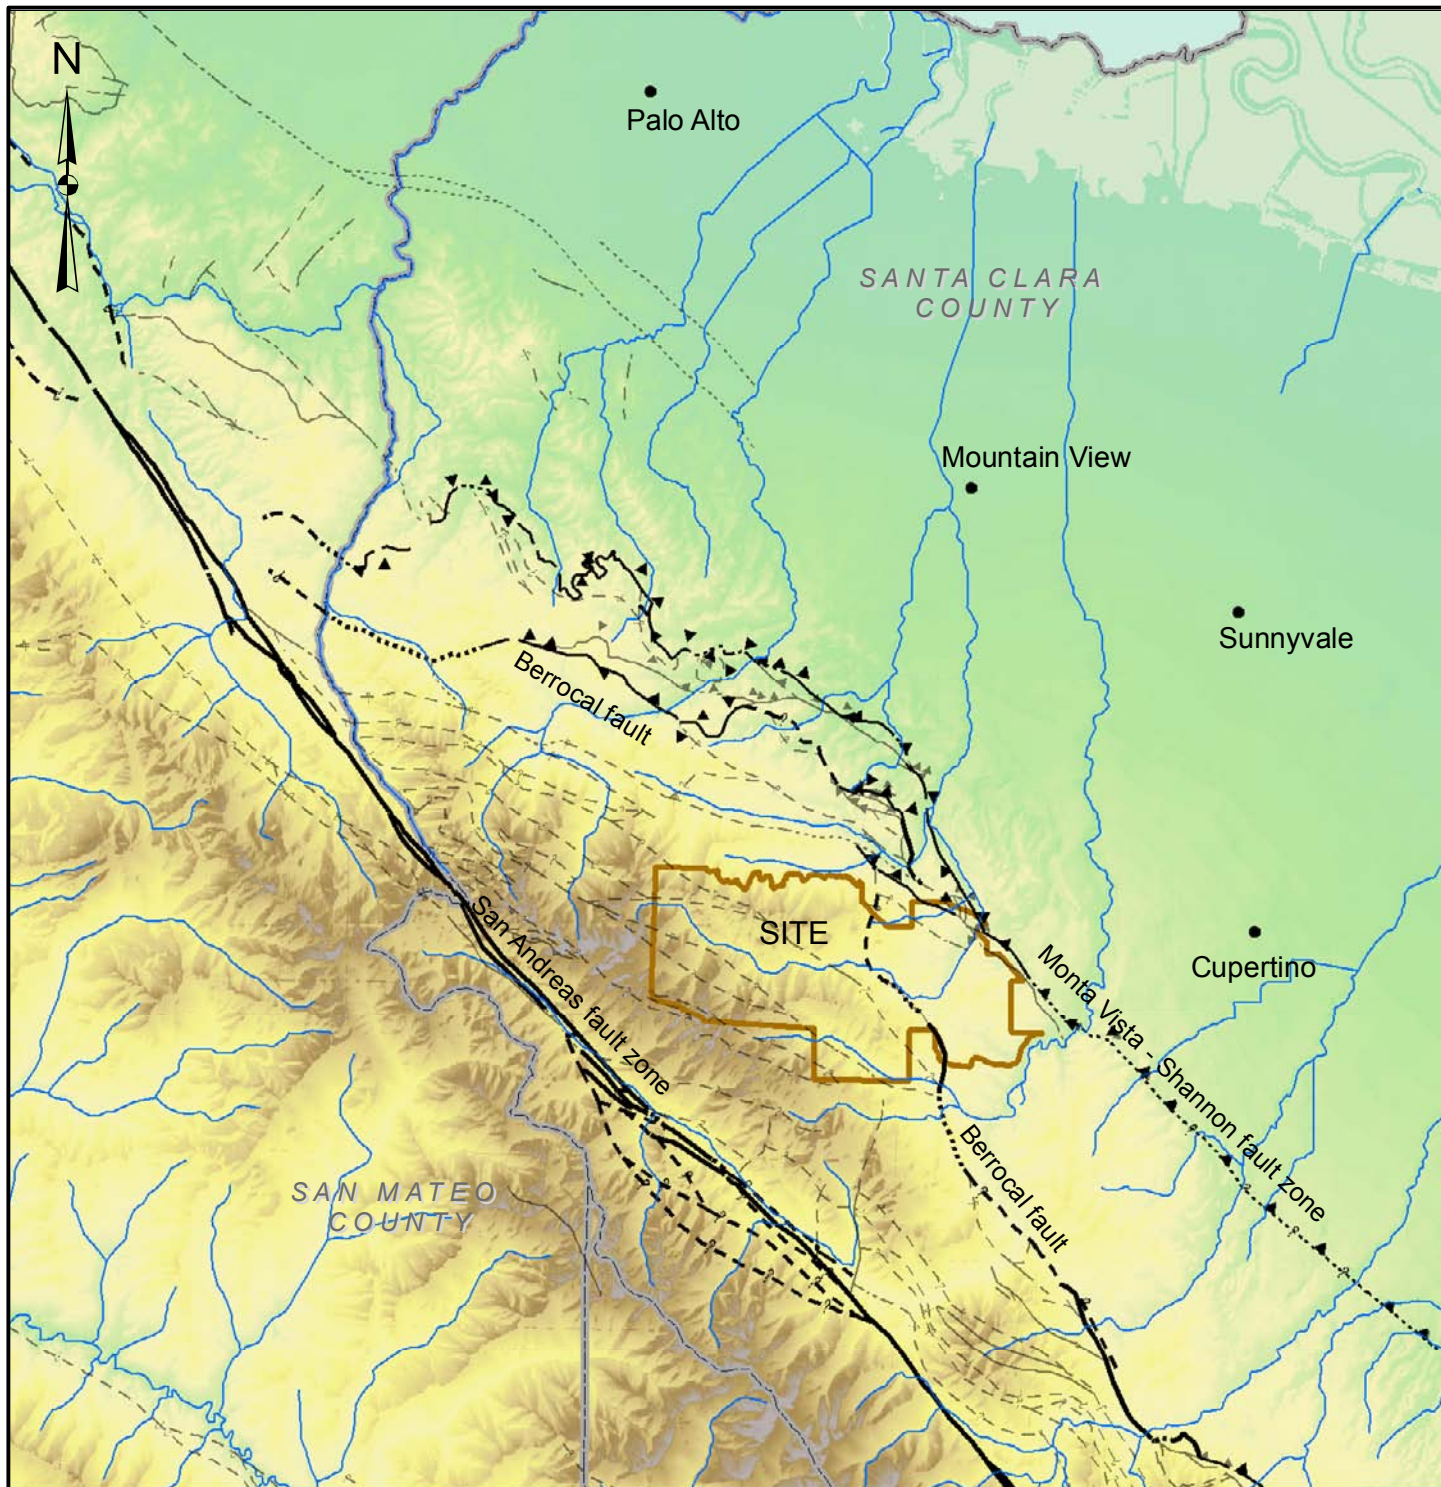 N
Palo Alto
SANTA CLARA
COUNTY
Mountain View
Sunnyvale
Berrocal fault
SITE
San Andreas fault zone
Monta Vista - Shannon fault zone
Cupertino
Berrocal fault
SAN MATEO
COUNTY